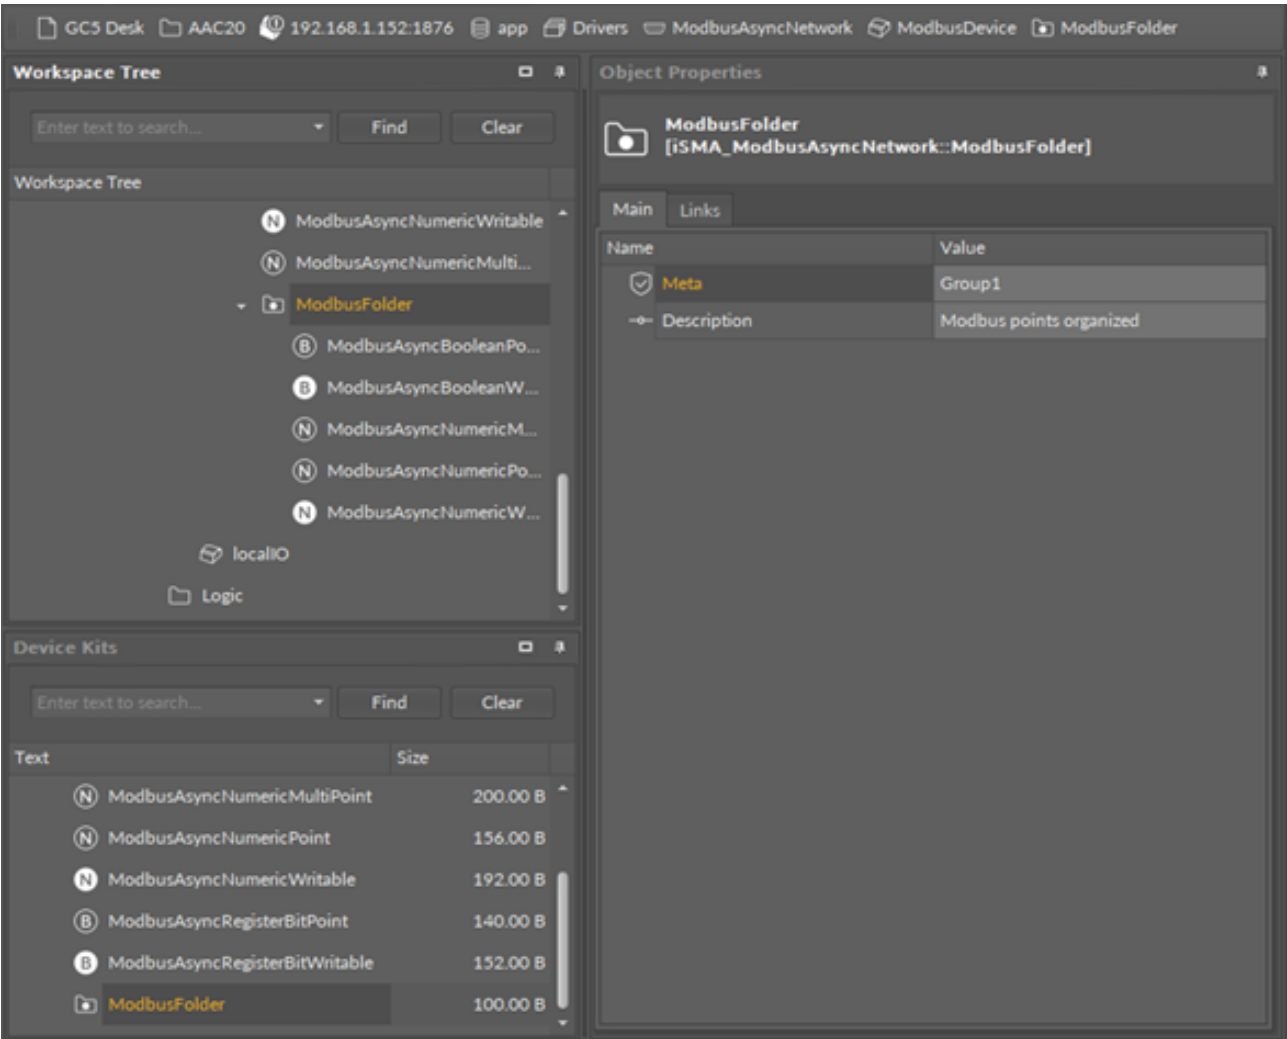 GC5 Desk AAC20 192.168.1.152:1876 app Drivers ModbusAsyncNetwork ModbusDevice ModbusFolder
Workspace Tree
Enter text to search... Find Clear
Workspace Tree
ModbusAsyncNumericWritable
ModbusAsyncNumericMulti...
ModbusFolder
B ModbusAsyncBooleanPo...
B ModbusAsyncBooleanW...
N ModbusAsyncNumericM...
N ModbusAsyncNumericPo...
N ModbusAsyncNumericW...
localIO
Logic
Device Kits
Enter text to search... Find Clear
Text Size
N ModbusAsyncNumericMultiPoint 200.00 B
N ModbusAsyncNumericPoint 156.00 B
N ModbusAsyncNumericWritable 192.00 B
B ModbusAsyncRegisterBitPoint 140.00 B
B ModbusAsyncRegisterBitWritable 152.00 B
ModbusFolder 100.00 B
Object Properties
ModbusFolder
[iSMA_ModbusAsyncNetwork::ModbusFolder]
Main Links
Name Value
Meta Group1
Description Modbus points organized